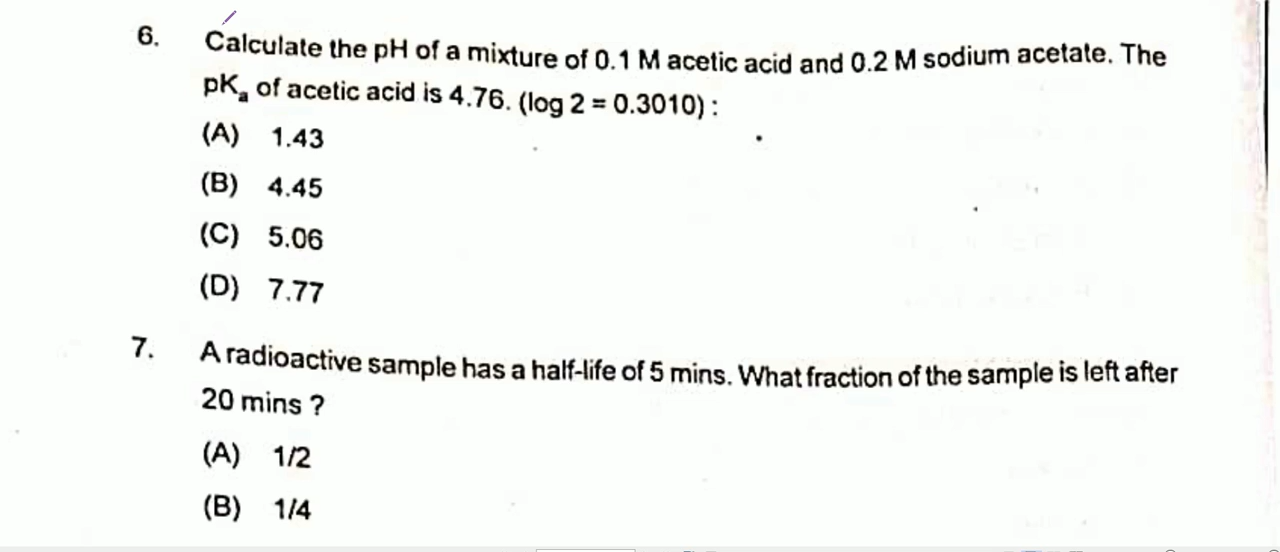 6. Calculate the pH of a mixture of 0.1 M acetic acid and 0.2 M sodium acetate. The
pKₐ of acetic acid is 4.76. (log 2 = 0.3010) :
(A) 1.43
(B) 4.45
(C) 5.06
(D) 7.77
7. A radioactive sample has a half-life of 5 mins. What fraction of the sample is left after
20 mins ?
(A) 1/2
(B) 1/4